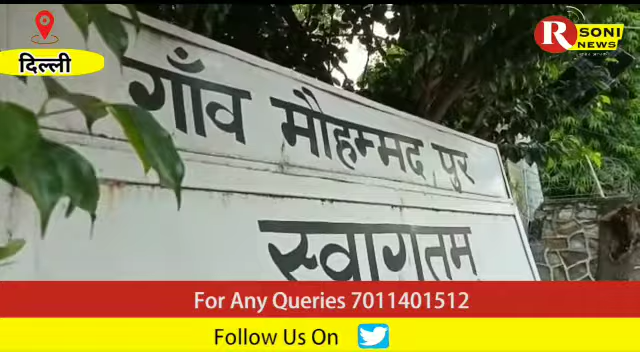 दिल्ली
R SONI
NEWS
गाँव मौहम्मद पुर
स्वागतम्
For Any Queries 7011401512
Follow Us On